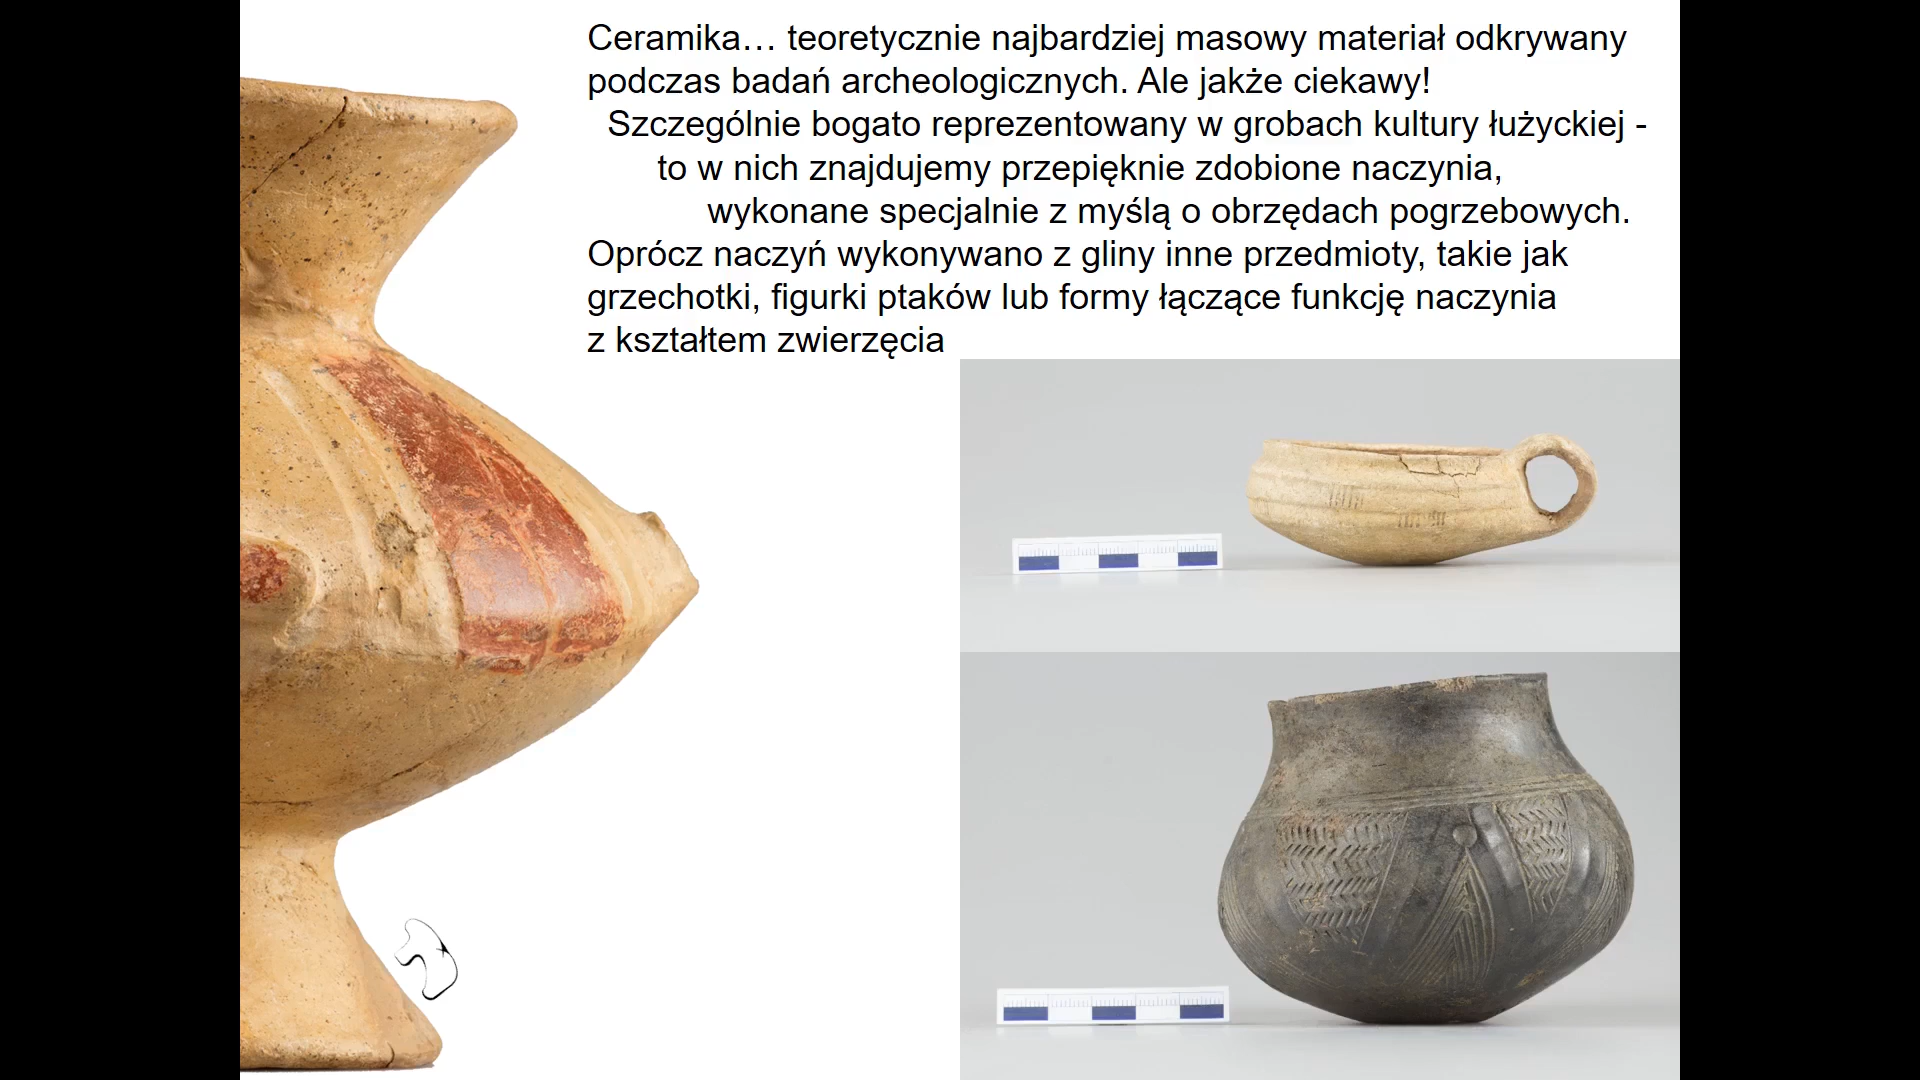 Ceramika… teoretycznie najbardziej masowy materiał odkrywany
podczas badań archeologicznych. Ale jakże ciekawy!
Szczególnie bogato reprezentowany w grobach kultury łużyckiej -
to w nich znajdujemy przepięknie zdobione naczynia,
wykonane specjalnie z myślą o obrzędach pogrzebowych.
Oprócz naczyń wykonywano z gliny inne przedmioty, takie jak
grzechotki, figurki ptaków lub formy łączące funkcję naczynia
z kształtem zwierzęcia